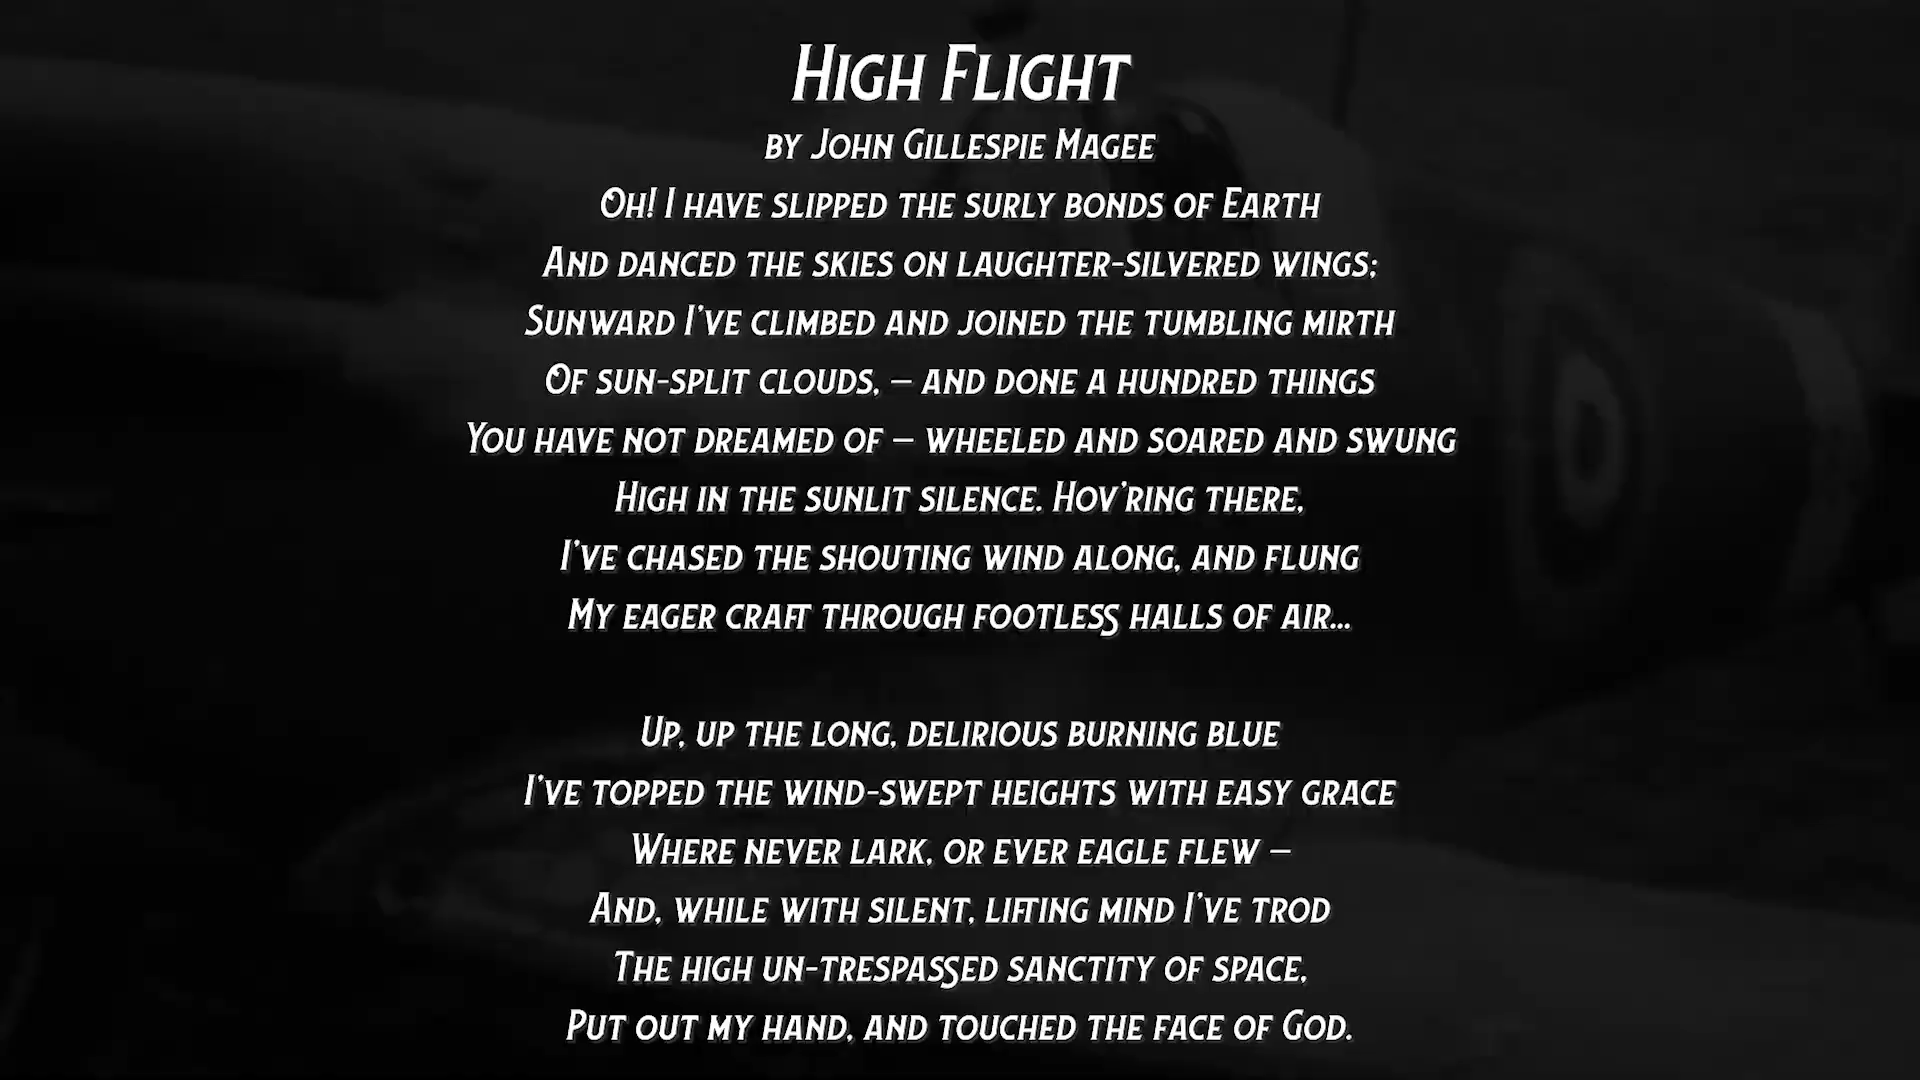 High Flight
by John Gillespie Magee
Oh! I have slipped the surly bonds of Earth
And danced the skies on laughter-silvered wings;
Sunward I've climbed and joined the tumbling mirth
Of sun-split clouds, – and done a hundred things
You have not dreamed of – wheeled and soared and swung
High in the sunlit silence. Hov'ring there,
I've chased the shouting wind along, and flung
My eager craft through footless halls of air...
Up, up the long, delirious burning blue
I've topped the wind-swept heights with easy grace
Where never lark, or ever eagle flew –
And, while with silent, lifting mind I've trod
The high un-trespassed sanctity of space,
Put out my hand, and touched the face of God.